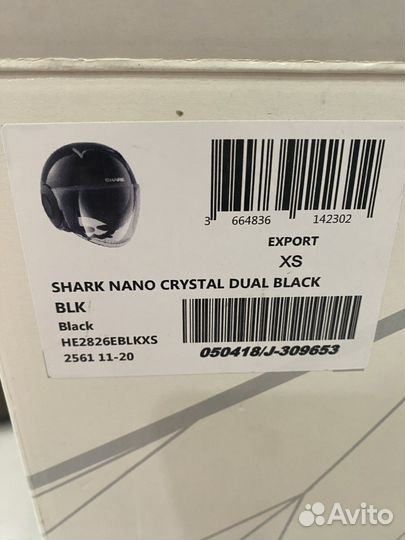 SHARK
3 664836 142302
EXPORT
XS
SHARK NANO CRYSTAL DUAL BLACK
BLK
Black
HE2826EBLKXS
2561 11-20
050418/J-309653
Avito